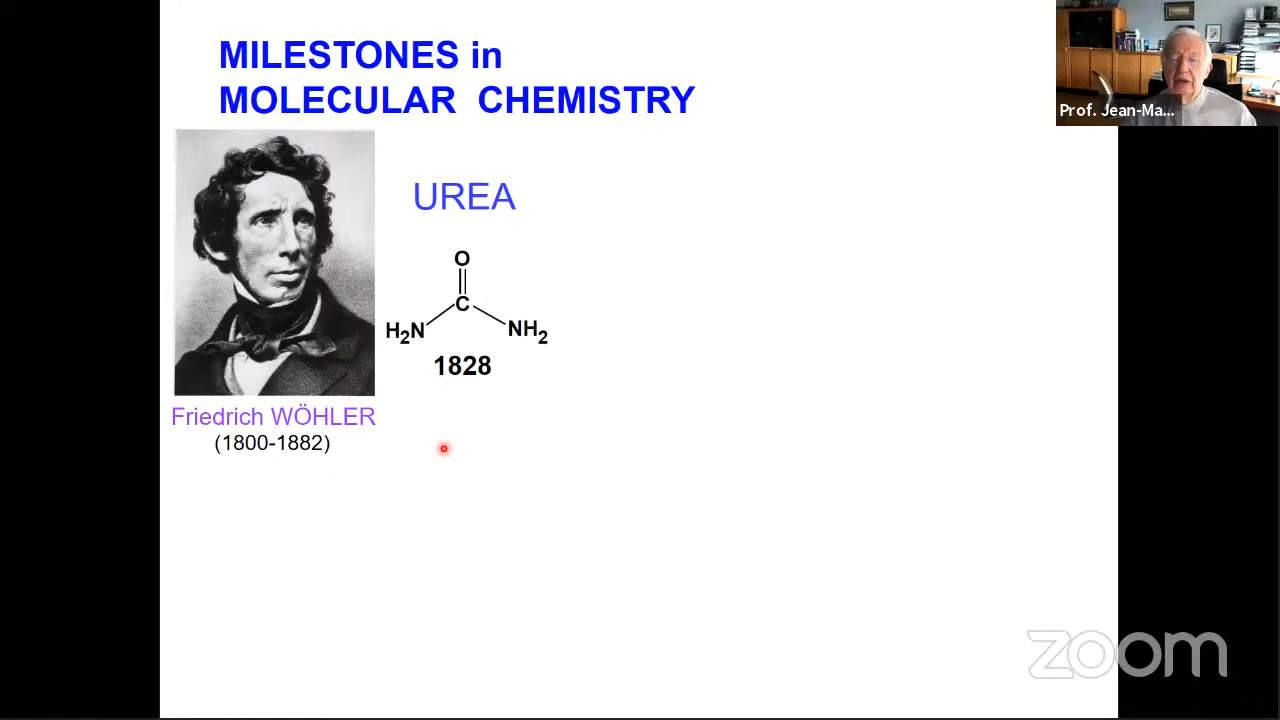 MILESTONES in
MOLECULAR CHEMISTRY
Prof. Jean-Ma...
UREA
O
C
H₂N
NH₂
1828
Friedrich WÖHLER
(1800-1882)
zoom